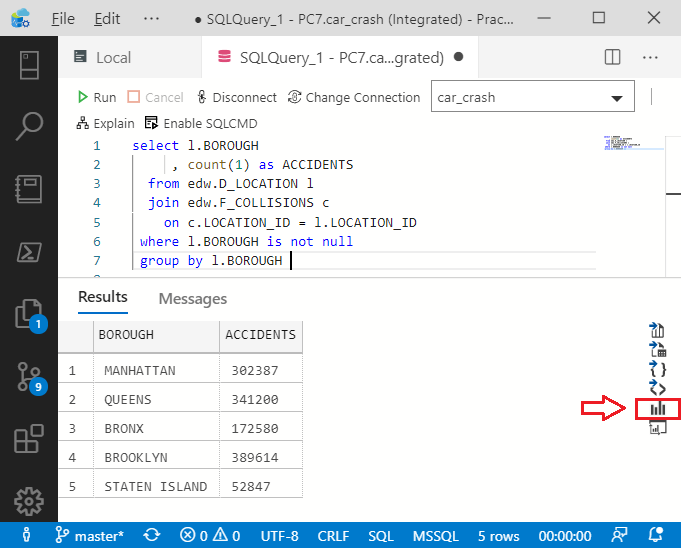 File Edit ··· ● SQLQuery_1 - PC7.car_crash (Integrated) - Prac...
Local SQLQuery_1 - PC7.ca...grated) ●
Run Cancel Disconnect Change Connection car_crash
Explain Enable SQLCMD
1 select l.BOROUGH
2 , count(1) as ACCIDENTS
3 from edw.D_LOCATION l
4 join edw.F_COLLISIONS c
5 on c.LOCATION_ID = l.LOCATION_ID
6 where l.BOROUGH is not null
7 group by l.BOROUGH
Results Messages
BOROUGH ACCIDENTS
1 MANHATTAN 302387
2 QUEENS 341200
3 BRONX 172580
4 BROOKLYN 389614
5 STATEN ISLAND 52847
1
9
master* 0 0 UTF-8 CRLF SQL MSSQL 5 rows 00:00:00